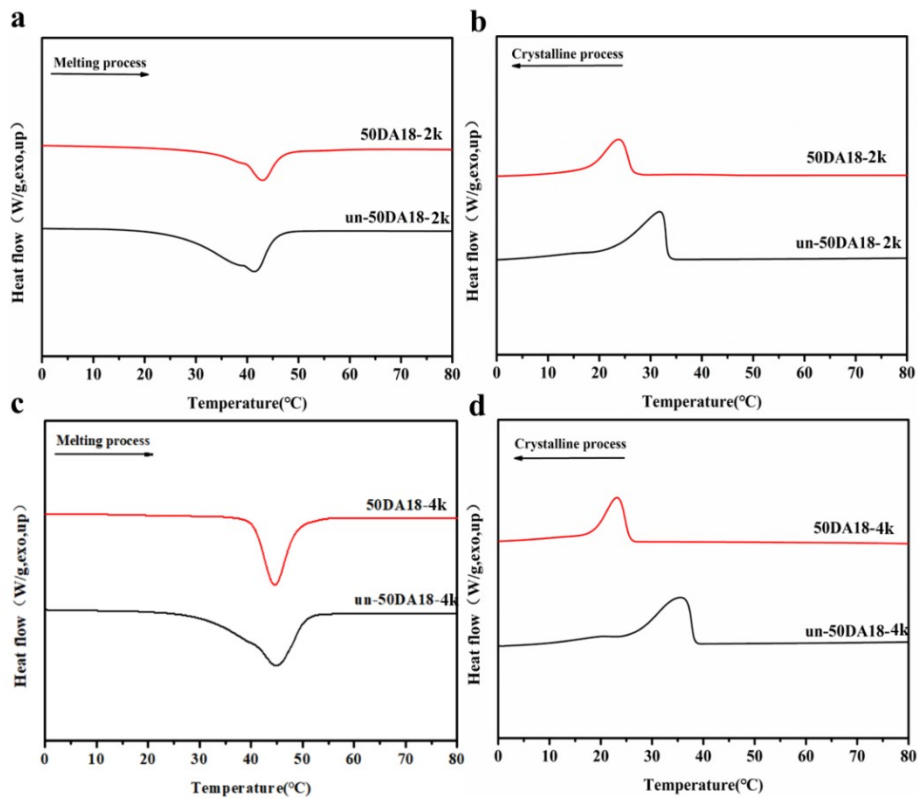 a
Melting process
50DA18-2k
un-50DA18-2k
Heat flow（W/g,exo,up）
0 10 20 30 40 50 60 70 80
Temperature(℃)
b
Crystalline process
50DA18-2k
un-50DA18-2k
Heat flow（W/g,exo,up）
0 10 20 30 40 50 60 70 80
Temperature(℃)
c
Melting process
50DA18-4k
un-50DA18-4k
Heat flow（W/g,exo,up）
0 10 20 30 40 50 60 70 80
Temperature(℃)
d
Crystalline process
50DA18-4k
un-50DA18-4k
Heat flow（W/g,exo,up）
0 10 20 30 40 50 60 70 80
Temperature(℃)